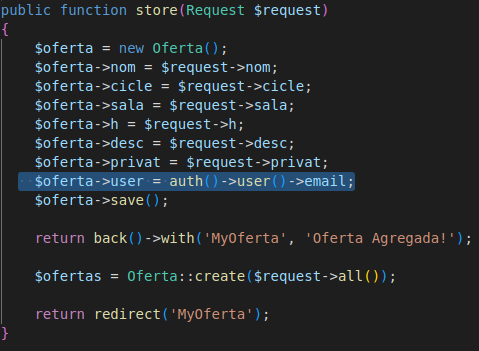 public function store(Request $request)
{
    $oferta = new Oferta();
    $oferta->nom = $request->nom;
    $oferta->cicle = $request->cicle;
    $oferta->sala = $request->sala;
    $oferta->h = $request->h;
    $oferta->desc = $request->desc;
    $oferta->privat = $request->privat;
    $oferta->user = auth()->user()->email;
    $oferta->save();

    return back()->with('MyOferta', 'Oferta Agregada!');

    $ofertas = Oferta::create($request->all());

    return redirect('MyOferta');
}